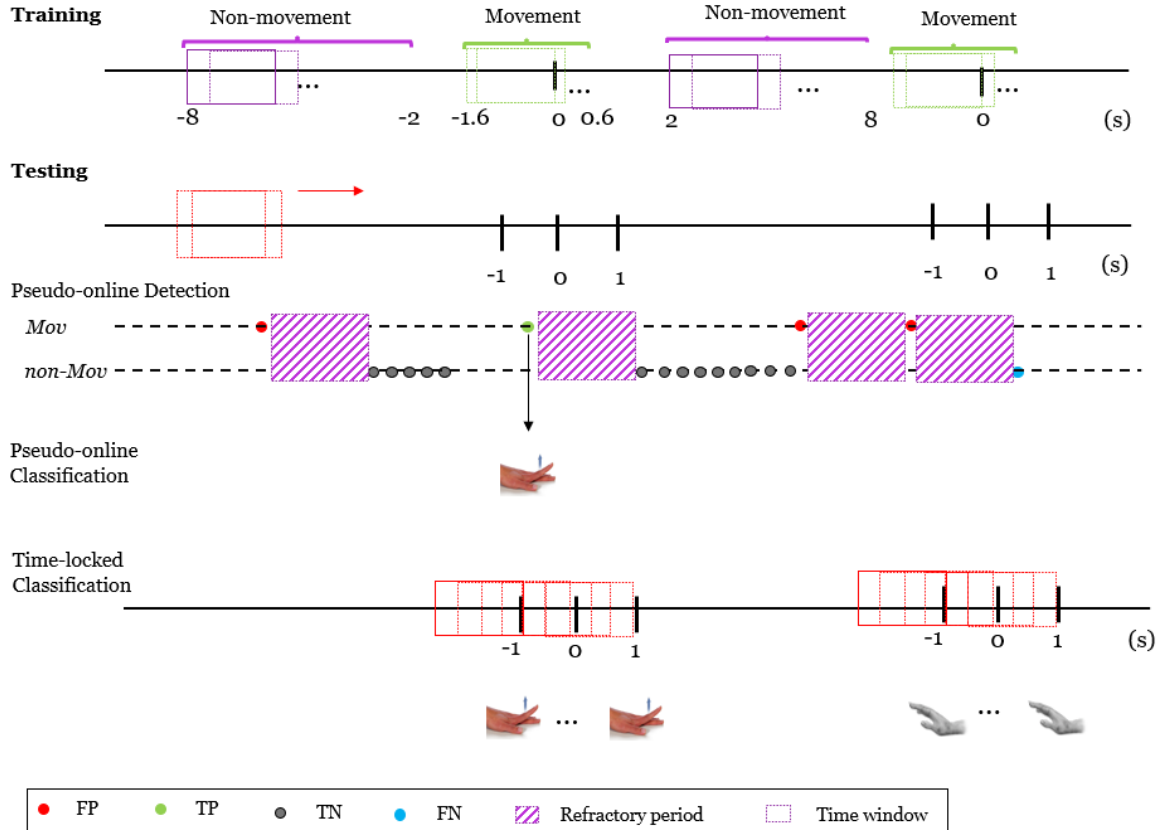 Training
Non-movement Movement Non-movement Movement
... ... ... ...
-8 -2 -1.6 0 0.6 2 8 0 (s)
Testing
-1 0 1 -1 0 1 (s)
Pseudo-online Detection
Mov
non-Mov
Pseudo-online
Classification
Time-locked
Classification
-1 0 1 -1 0 1 (s)
... ...
FP TP TN FN Refractory period Time window